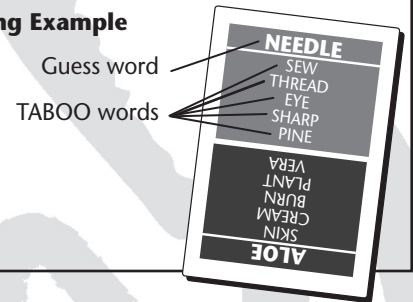 ng Example
Guess word
TABOO words
NEEDLE
SEW
THREAD
EYE
SHARP
PINE
ALOE
SKIN
CREAM
BURN
PLANT
VERA